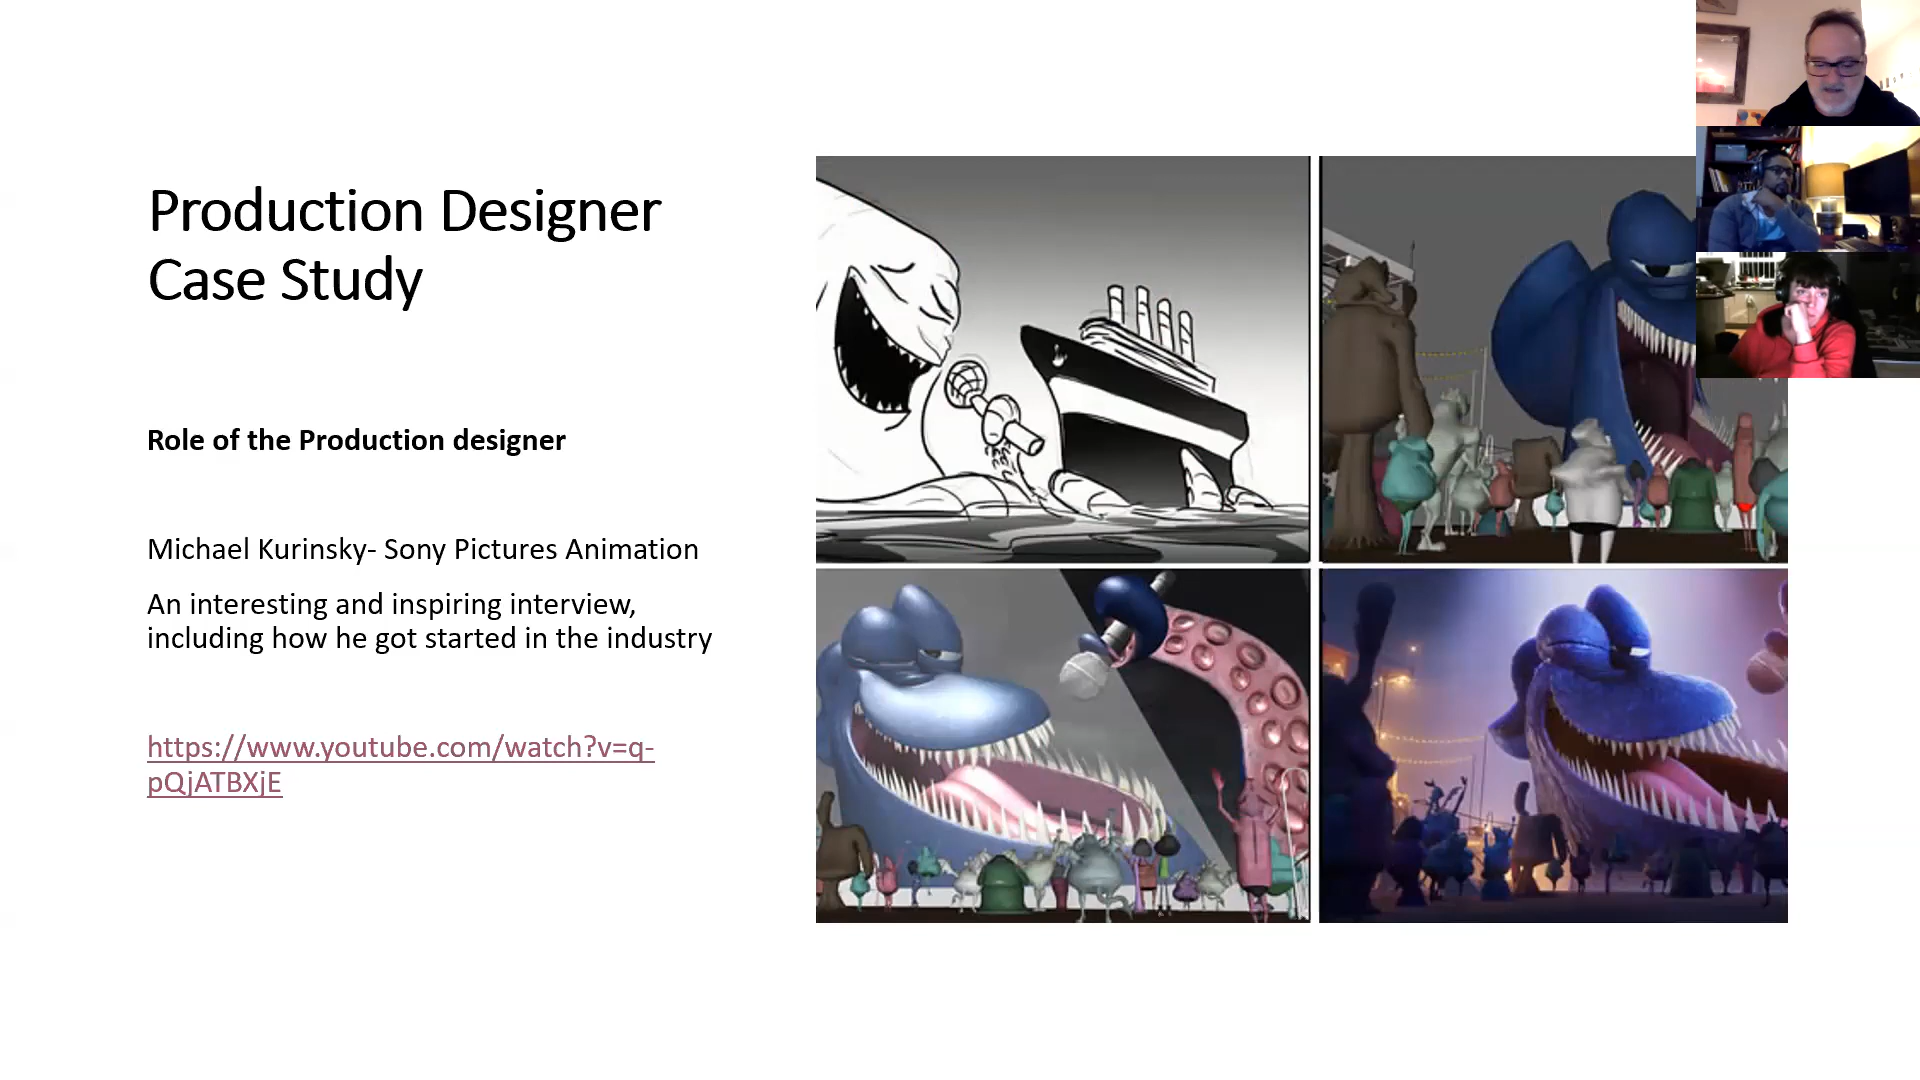 Production Designer
Case Study
Role of the Production designer
Michael Kurinsky- Sony Pictures Animation
An interesting and inspiring interview,
including how he got started in the industry
https://www.youtube.com/watch?v=q-
pQjATBXjE